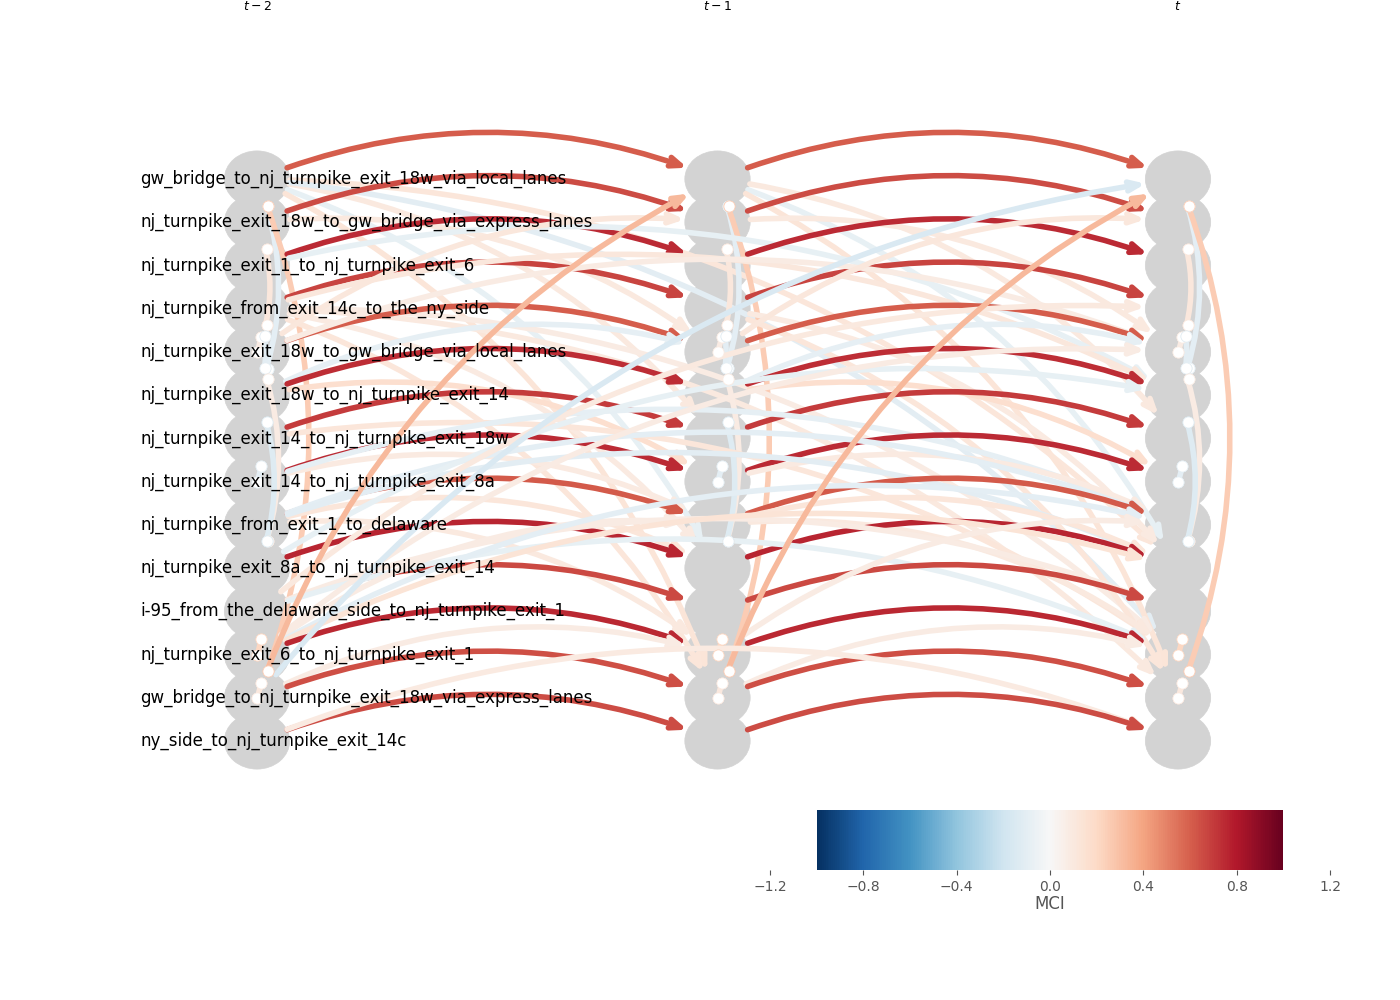 t − 2 t − 1 t
gw_bridge_to_nj_turnpike_exit_18w_via_local_lanes
nj_turnpike_exit_18w_to_gw_bridge_via_express_lanes
nj_turnpike_exit_1_to_nj_turnpike_exit_6
nj_turnpike_from_exit_14c_to_the_ny_side
nj_turnpike_exit_18w_to_gw_bridge_via_local_lanes
nj_turnpike_exit_18w_to_nj_turnpike_exit_14
nj_turnpike_exit_14_to_nj_turnpike_exit_18w
nj_turnpike_exit_14_to_nj_turnpike_exit_8a
nj_turnpike_from_exit_1_to_delaware
nj_turnpike_exit_8a_to_nj_turnpike_exit_14
i-95_from_the_delaware_side_to_nj_turnpike_exit_1
nj_turnpike_exit_6_to_nj_turnpike_exit_1
gw_bridge_to_nj_turnpike_exit_18w_via_express_lanes
ny_side_to_nj_turnpike_exit_14c
−1.2 −0.8 −0.4 0.0 0.4 0.8 1.2
MCI